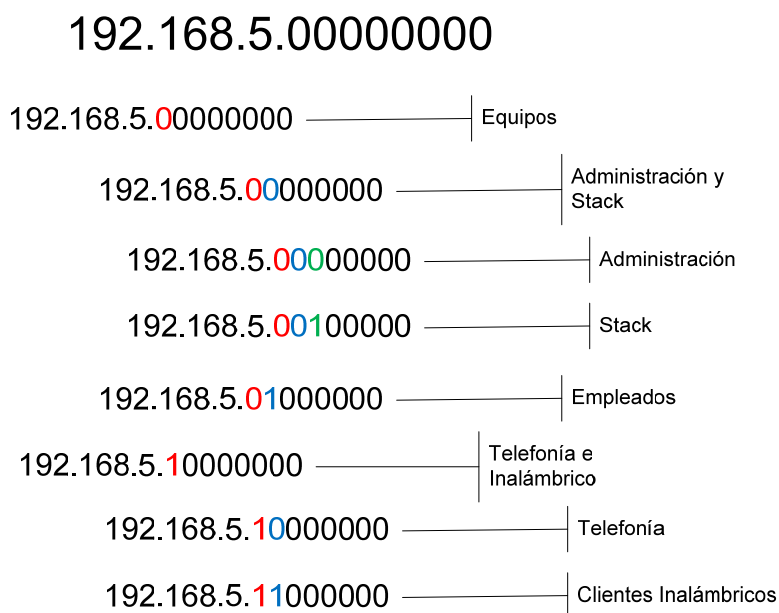 192.168.5.00000000
192.168.5.00000000 Equipos
192.168.5.00000000 Administración y
Stack
192.168.5.00000000 Administración
192.168.5.00100000 Stack
192.168.5.01000000 Empleados
192.168.5.10000000 Telefonía e
Inalámbrico
192.168.5.10000000 Telefonía
192.168.5.11000000 Clientes Inalámbricos